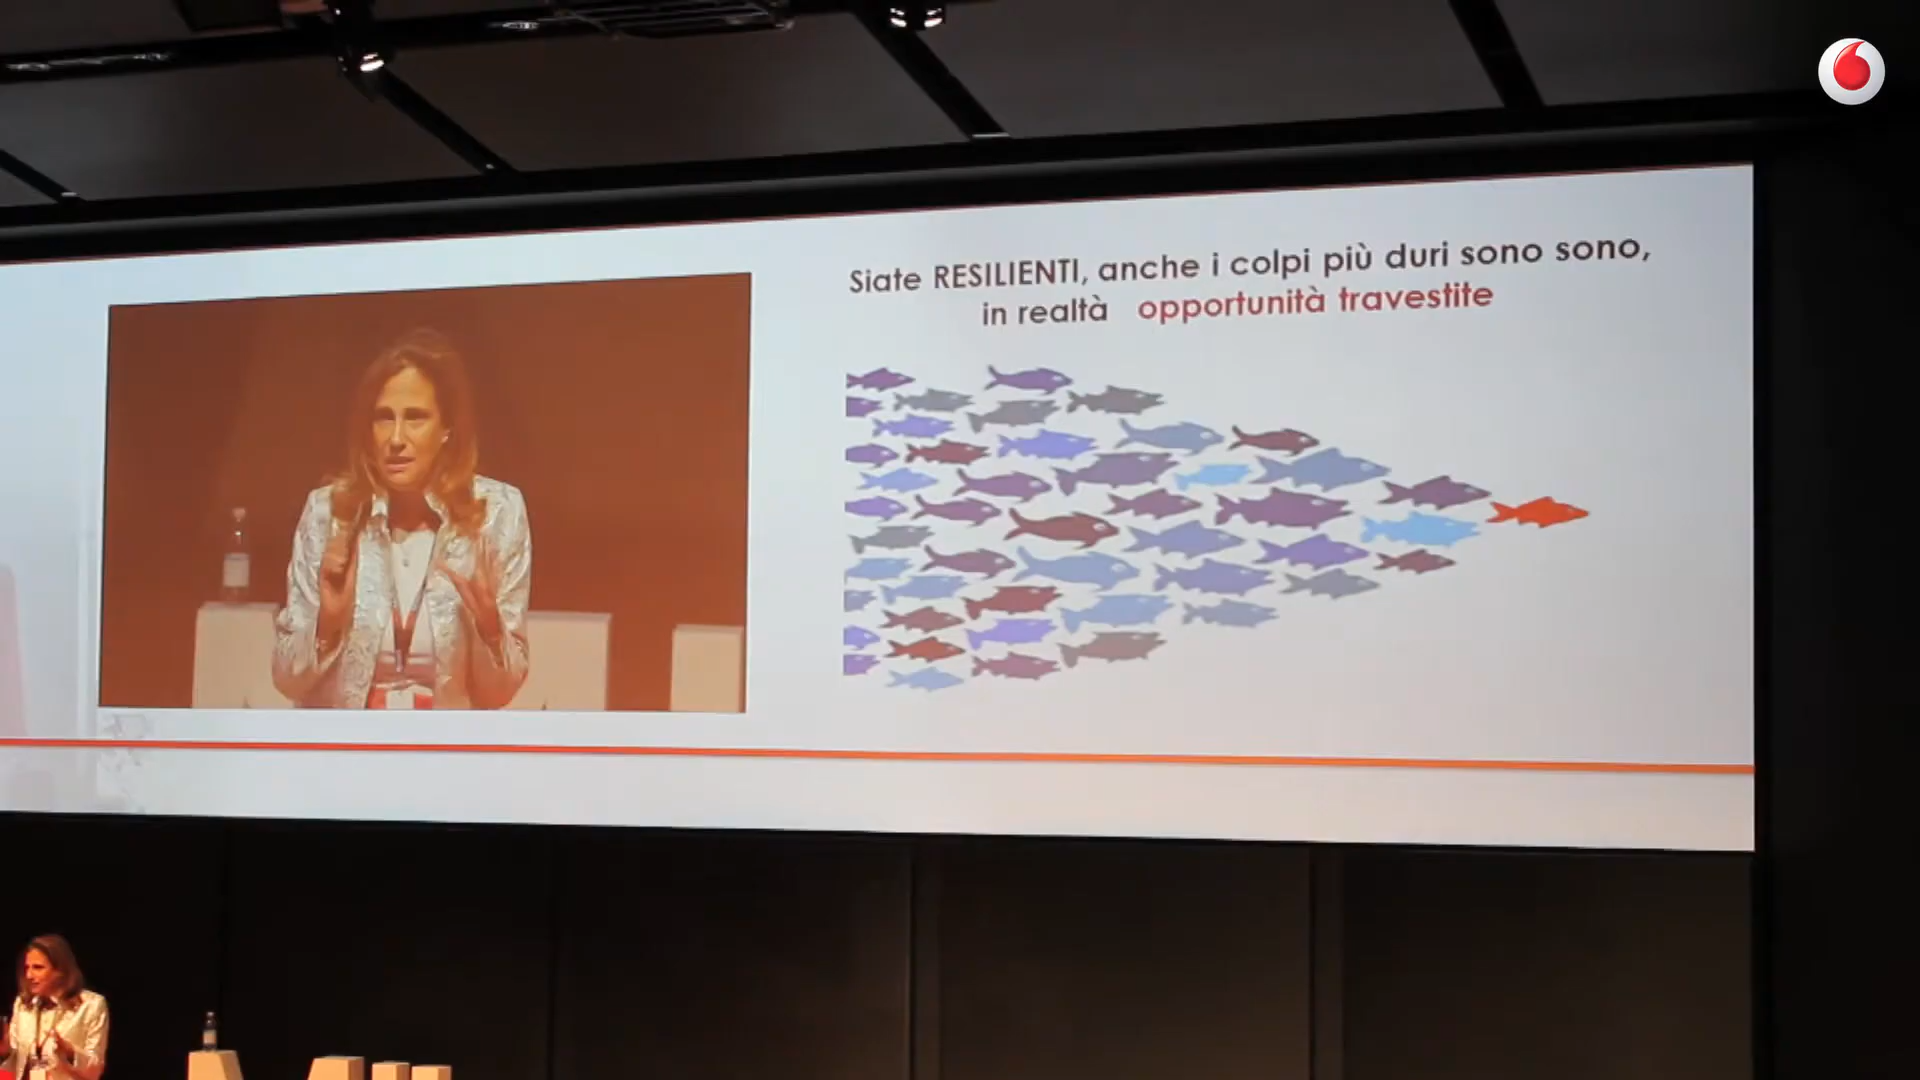 Siate RESILIENTI, anche i colpi più duri sono sono,
in realtà opportunità travestite